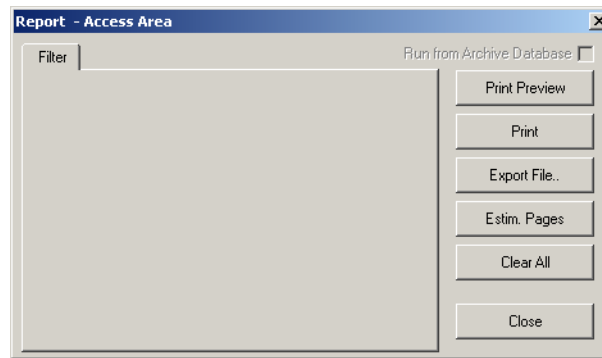 Report - Access Area
Filter
Run from Archive Database
Print Preview
Print
Export File..
Estim. Pages
Clear All
Close